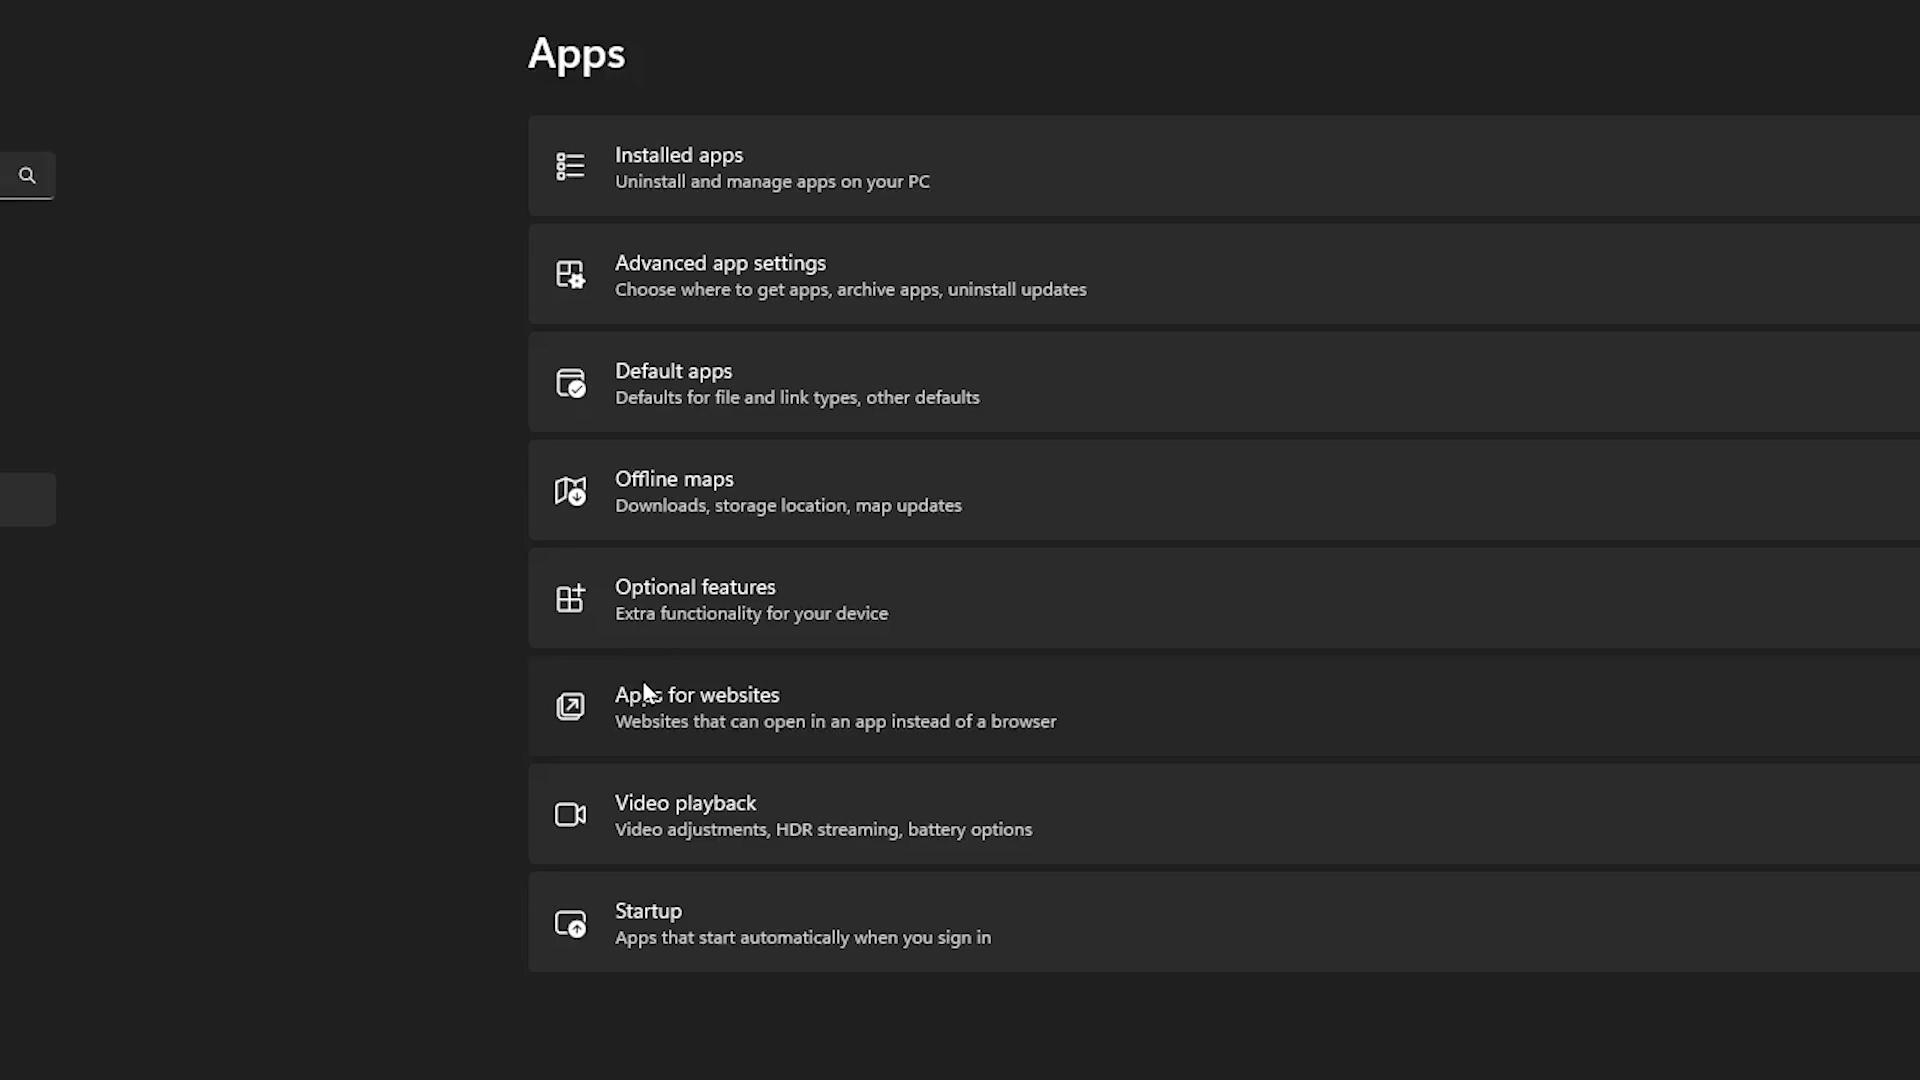 Apps
Installed apps
Uninstall and manage apps on your PC
Advanced app settings
Choose where to get apps, archive apps, uninstall updates
Default apps
Defaults for file and link types, other defaults
Offline maps
Downloads, storage location, map updates
Optional features
Extra functionality for your device
Apps for websites
Websites that can open in an app instead of a browser
Video playback
Video adjustments, HDR streaming, battery options
Startup
Apps that start automatically when you sign in